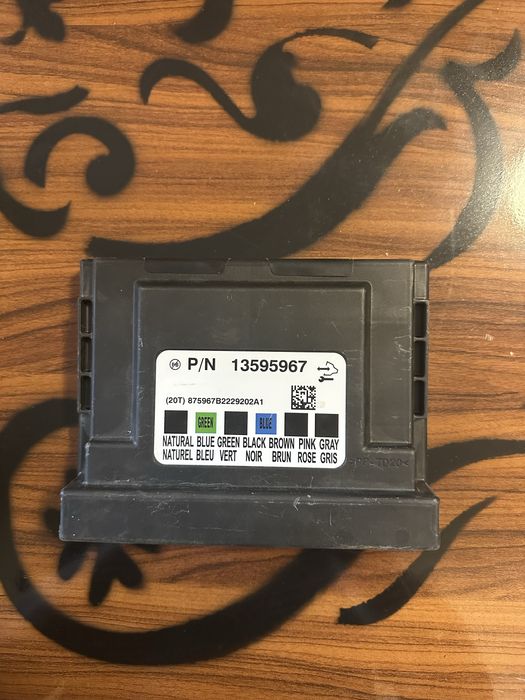 P/N 13595967
(20T) 875967B2229202A1
GREEN BLUE
NATURAL BLUE GREEN BLACK BROWN PINK GRAY
NATUREL BLEU VERT NOIR BRUN ROSE GRIS